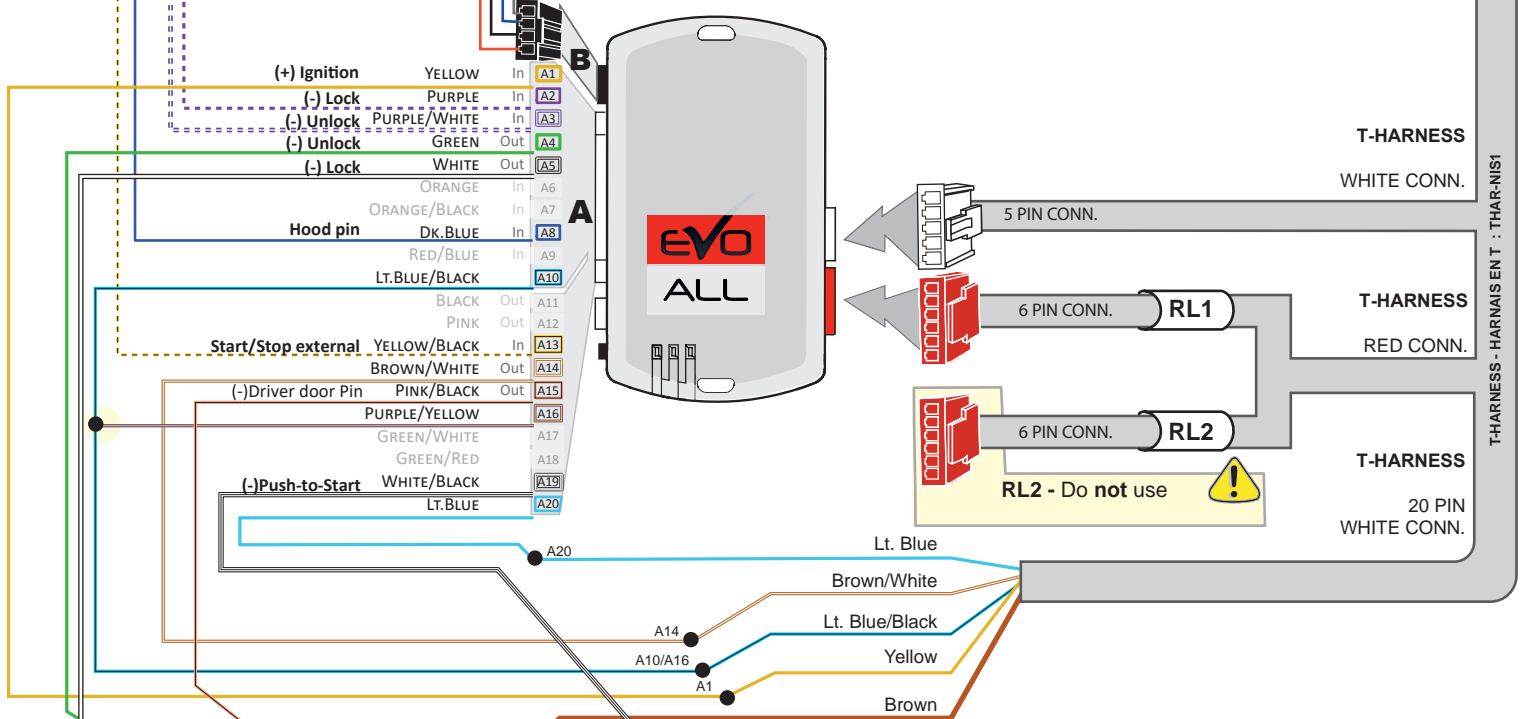 B
(+) Ignition YELLOW In A1
(-) Lock PURPLE In A2
(-) Unlock PURPLE/WHITE In A3
(-) Unlock GREEN Out A4
(-) Lock WHITE Out A5
ORANGE In A6
ORANGE/BLACK In A7
A
Hood pin DK.BLUE In A8
RED/BLUE In A9
LT.BLUE/BLACK A10
BLACK Out A11
PINK Out A12
Start/Stop external YELLOW/BLACK In A13
BROWN/WHITE Out A14
(-)Driver door Pin PINK/BLACK Out A15
PURPLE/YELLOW A16
GREEN/WHITE A17
GREEN/RED A18
(-)Push-to-Start WHITE/BLACK A19
LT.BLUE A20
EVO
ALL
T-HARNESS
WHITE CONN.
5 PIN CONN.
T-HARNESS
RED CONN.
6 PIN CONN. RL1
6 PIN CONN. RL2
RL2 - Do not use
T-HARNESS
20 PIN
WHITE CONN.
T-HARNESS - HARNAIS EN T : THAR-NIS1
A20 Lt. Blue
Brown/White
A14 Lt. Blue/Black
A10/A16 Yellow
A1 Brown